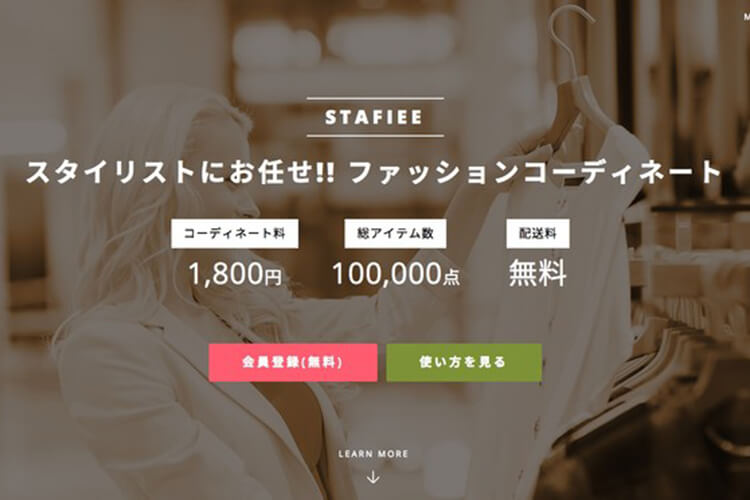 STAFIEE
スタイリストにお任せ!! ファッションコーディネート
コーディネート料 総アイテム数 配送料
1,800円 100,000点 無料
会員登録(無料) 使い方を見る
LEARN MORE